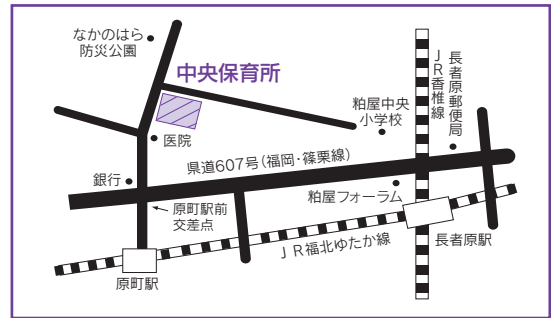 なかのはら
防災公園
中央保育所
JR香椎線
長者原郵便局
粕屋中央
小学校
医院
県道607号(福岡・篠栗線)
銀行
粕屋フォーラム
原町駅前
交差点
JR福北ゆたか線
長者原駅
原町駅